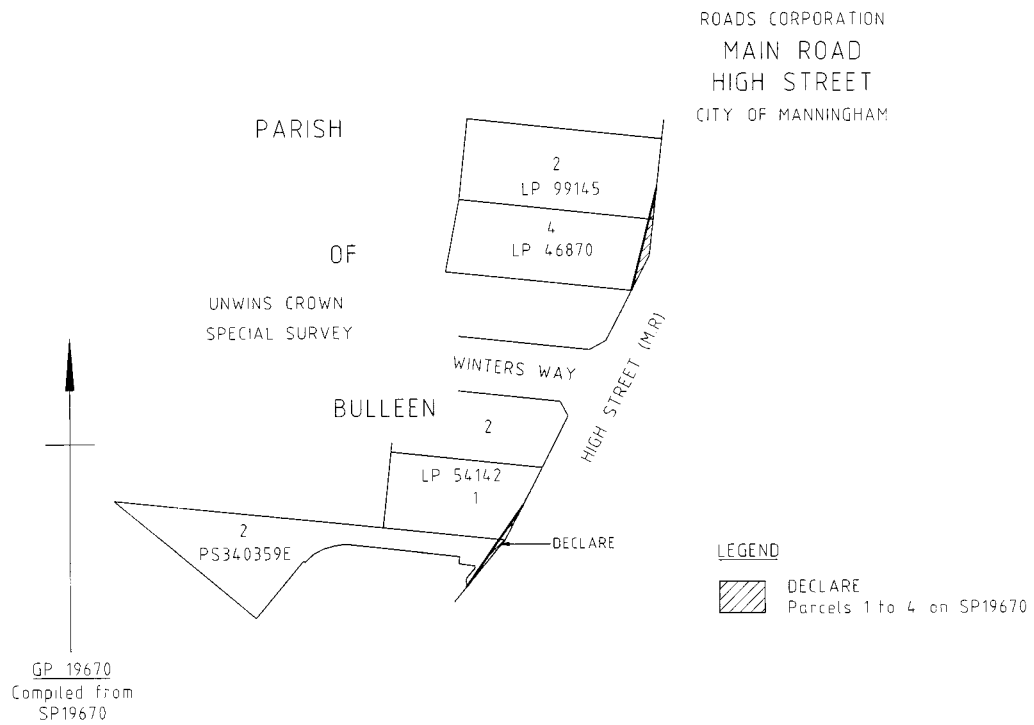 ROADS CORPORATION
MAIN ROAD
HIGH STREET
CITY OF MANNINGHAM
PARISH
2
LP 99145
4
LP 46870
OF
UNWINS CROWN
SPECIAL SURVEY
WINTERS WAY
HIGH STREET (M.R)
BULLEEN
2
LP 54142
1
2
PS340359E
DECLARE
LEGEND
DECLARE
Parcels 1 to 4 on SP19670
GP 19670
Compiled from
SP19670